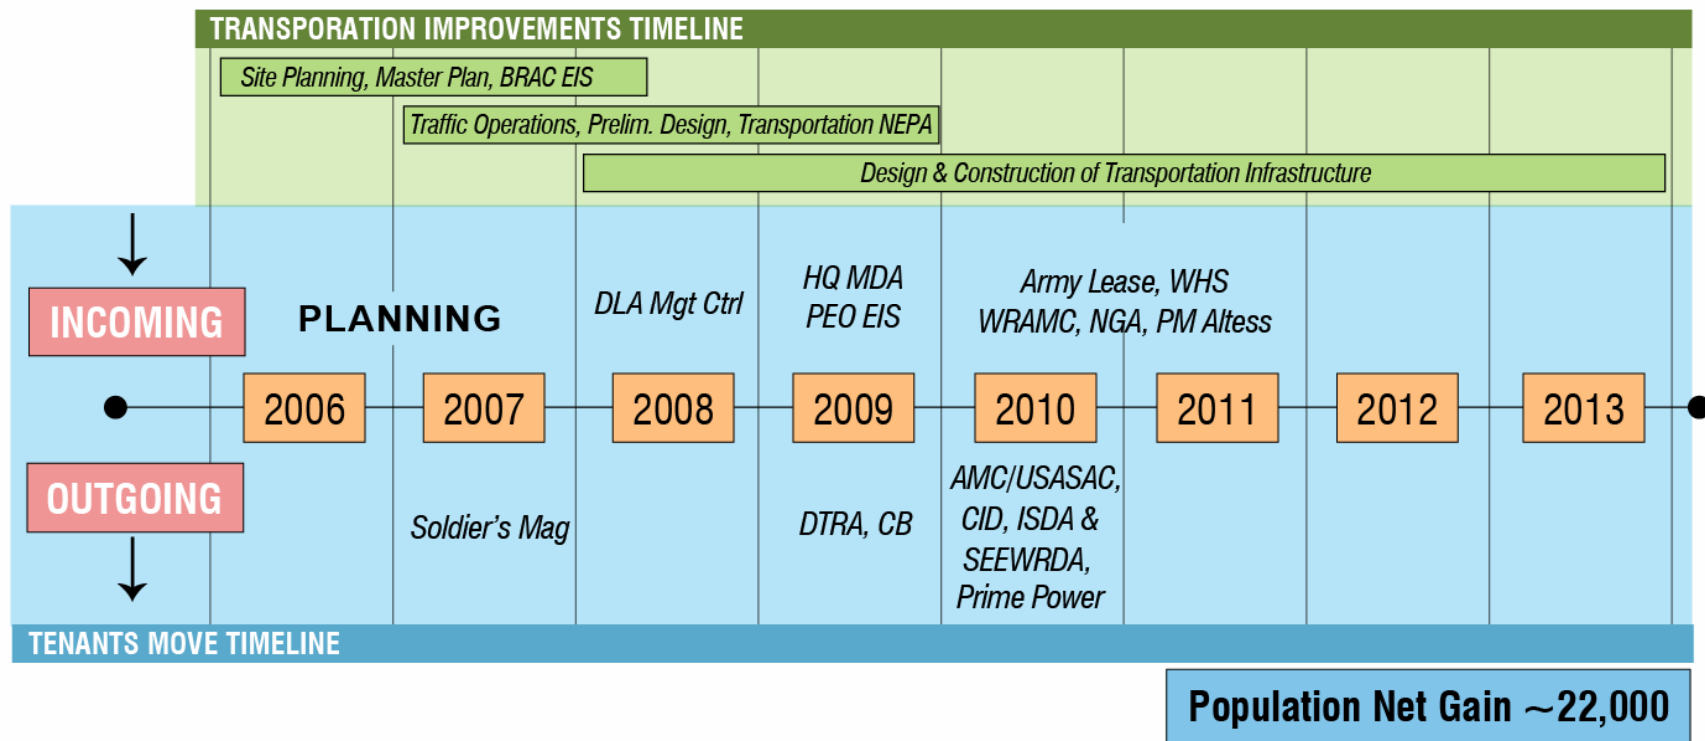 TRANSPORATION IMPROVEMENTS TIMELINE
Site Planning, Master Plan, BRAC EIS
Traffic Operations, Prelim. Design, Transportation NEPA
Design & Construction of Transportation Infrastructure
INCOMING
PLANNING
DLA Mgt Ctrl
HQ MDA
PEO EIS
Army Lease, WHS
WRAMC, NGA, PM Altess
2006
2007
2008
2009
2010
2011
2012
2013
OUTGOING
Soldier's Mag
DTRA, CB
AMC/USASAC,
CID, ISDA &
SEEWRDA,
Prime Power
TENANTS MOVE TIMELINE
Population Net Gain ~22,000